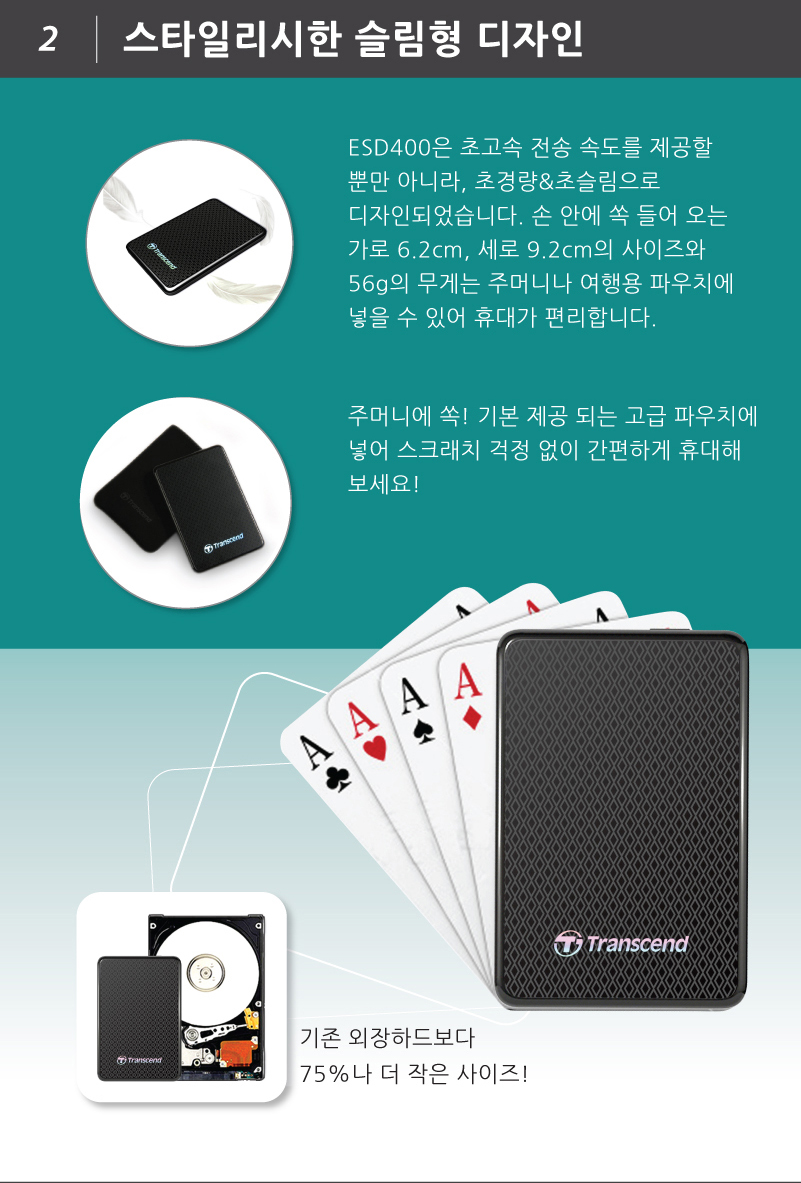 2 스타일리시한 슬림형 디자인
ESD400은 초고속 전송 속도를 제공할
뿐만 아니라, 초경량&초슬림으로
디자인되었습니다. 손 안에 쏙 들어 오는
가로 6.2cm, 세로 9.2cm의 사이즈와
56g의 무게는 주머니나 여행용 파우치에
넣을 수 있어 휴대가 편리합니다.
Transcend
주머니에 쏙! 기본 제공 되는 고급 파우치에
넣어 스크래치 걱정 없이 간편하게 휴대해
보세요!
Transcend
Transcend
A
A
A
A
Transcend
Transcend
기존 외장하드보다
75%나 더 작은 사이즈!